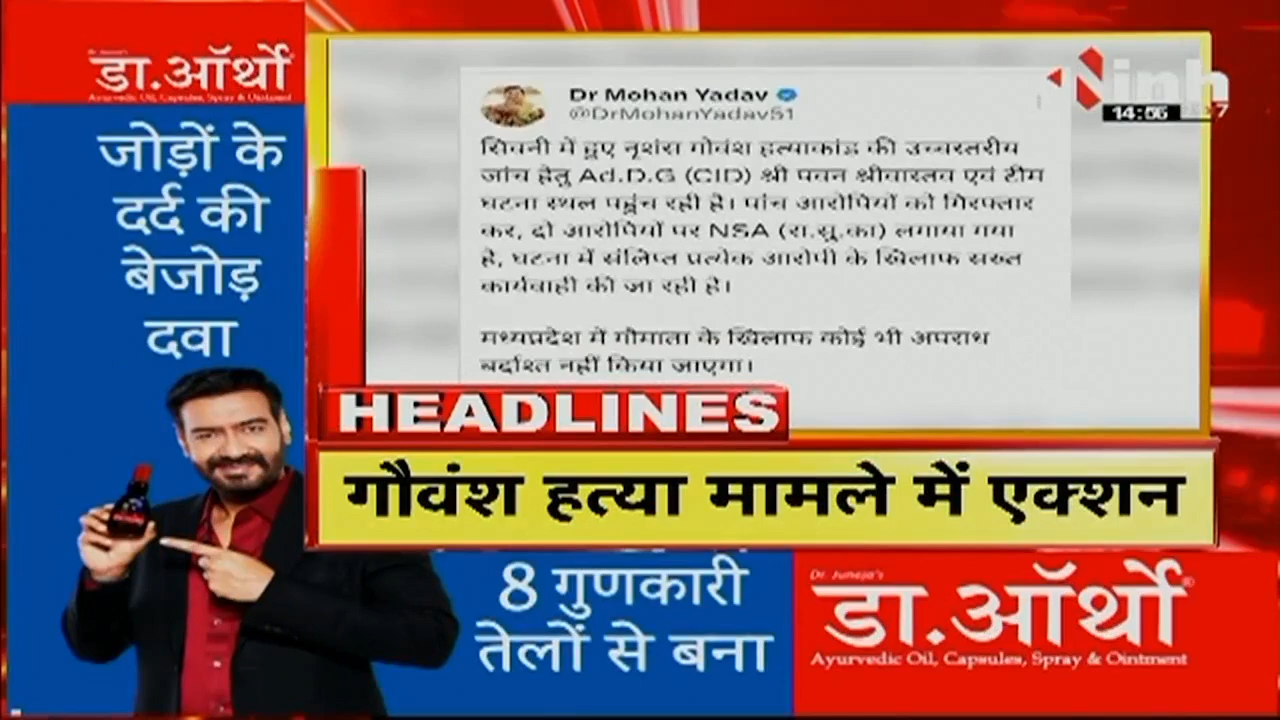 डा.ऑर्थो
Ayurvedic Oil, Capsules, Spray & Ointment
जोड़ों के
दर्द की
बेजोड़
दवा
Dr Mohan Yadav
@DrMohanYadav51
सिवनी में हुए नृशंस गोवंश हत्याकांड की उच्चस्तरीय
जांच हेतु Ad.D.G (CID) श्री पवन श्रीवास्तव एवं टीम
घटना स्थल पहुंच रही है। पांच आरोपियों को गिरफ्तार
कर, दो आरोपियों पर NSA (रा.सु.का) लगाया गया
है, घटना में संलिप्त प्रत्येक आरोपी के खिलाफ सख्त
कार्यवाही की जा रही है।
मध्यप्रदेश में गौमाता के खिलाफ कोई भी अपराध
बर्दाश्त नहीं किया जाएगा।
inh
14:06
HEADLINES
गौवंश हत्या मामले में एक्शन
8 गुणकारी
तेलों से बना
Dr. Juneja's
डा.ऑर्थो
Ayurvedic Oil, Capsules, Spray & Ointment